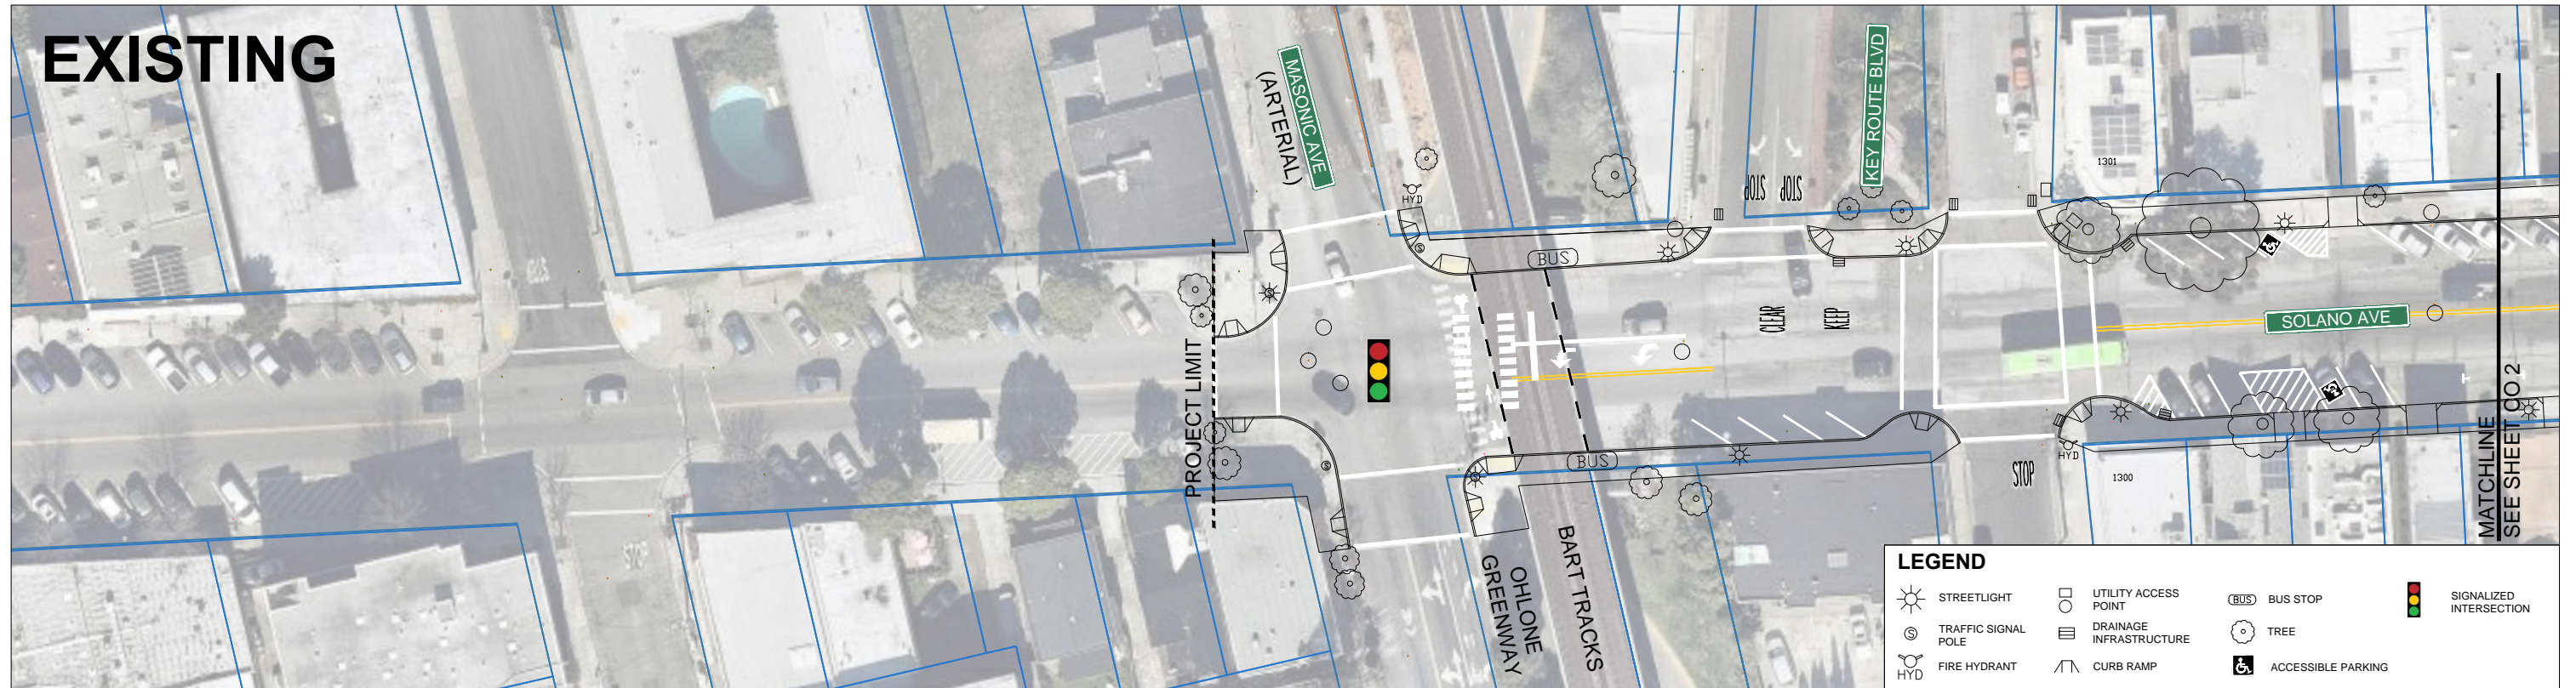 EXISTING
MASONIC AVE
(ARTERIAL)
KEY ROUTE BLVD
HYD
STOP
STOP
1301
BUS
CLEAR
KEEP
SOLANO AVE
PROJECT LIMIT
BUS
STOP
HYD
1300
MATCHLINE
SEE SHEET CO 2
STOP
OHLONE
GREENWAY
BART TRACKS
LEGEND
STREETLIGHT
TRAFFIC SIGNAL
POLE
HYD
FIRE HYDRANT
UTILITY ACCESS
POINT
DRAINAGE
INFRASTRUCTURE
CURB RAMP
BUS
BUS STOP
TREE
ACCESSIBLE PARKING
SIGNALIZED
INTERSECTION